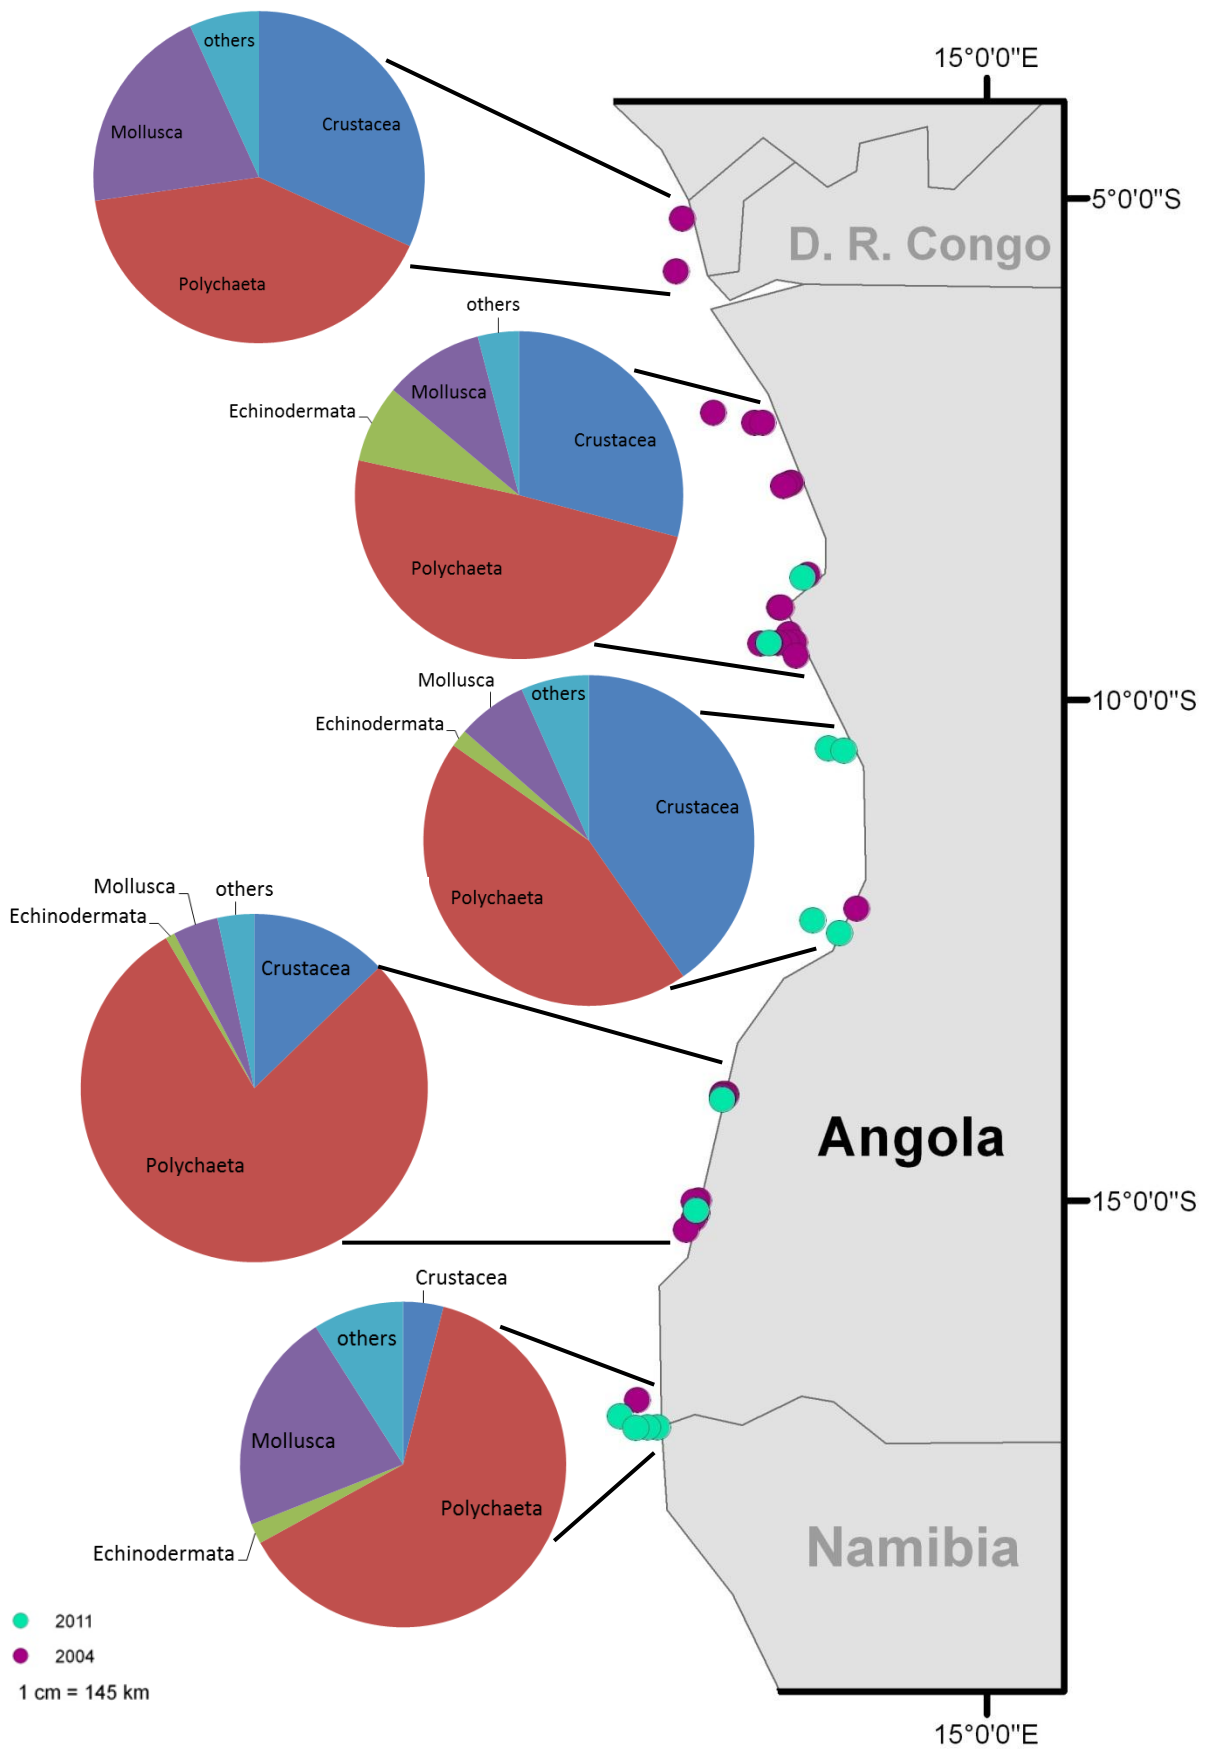 15°0'0"E
others
Mollusca
Crustacea
Polychaeta
5°0'0"S
D. R. Congo
others
Mollusca
Echinodermata
Crustacea
Polychaeta
Mollusca
others
Echinodermata
Crustacea
Polychaeta
10°0'0"S
Mollusca
others
Echinodermata
Crustacea
Polychaeta
Angola
15°0'0"S
Crustacea
others
Mollusca
Polychaeta
Echinodermata
Namibia
2011
2004
1 cm = 145 km
15°0'0"E